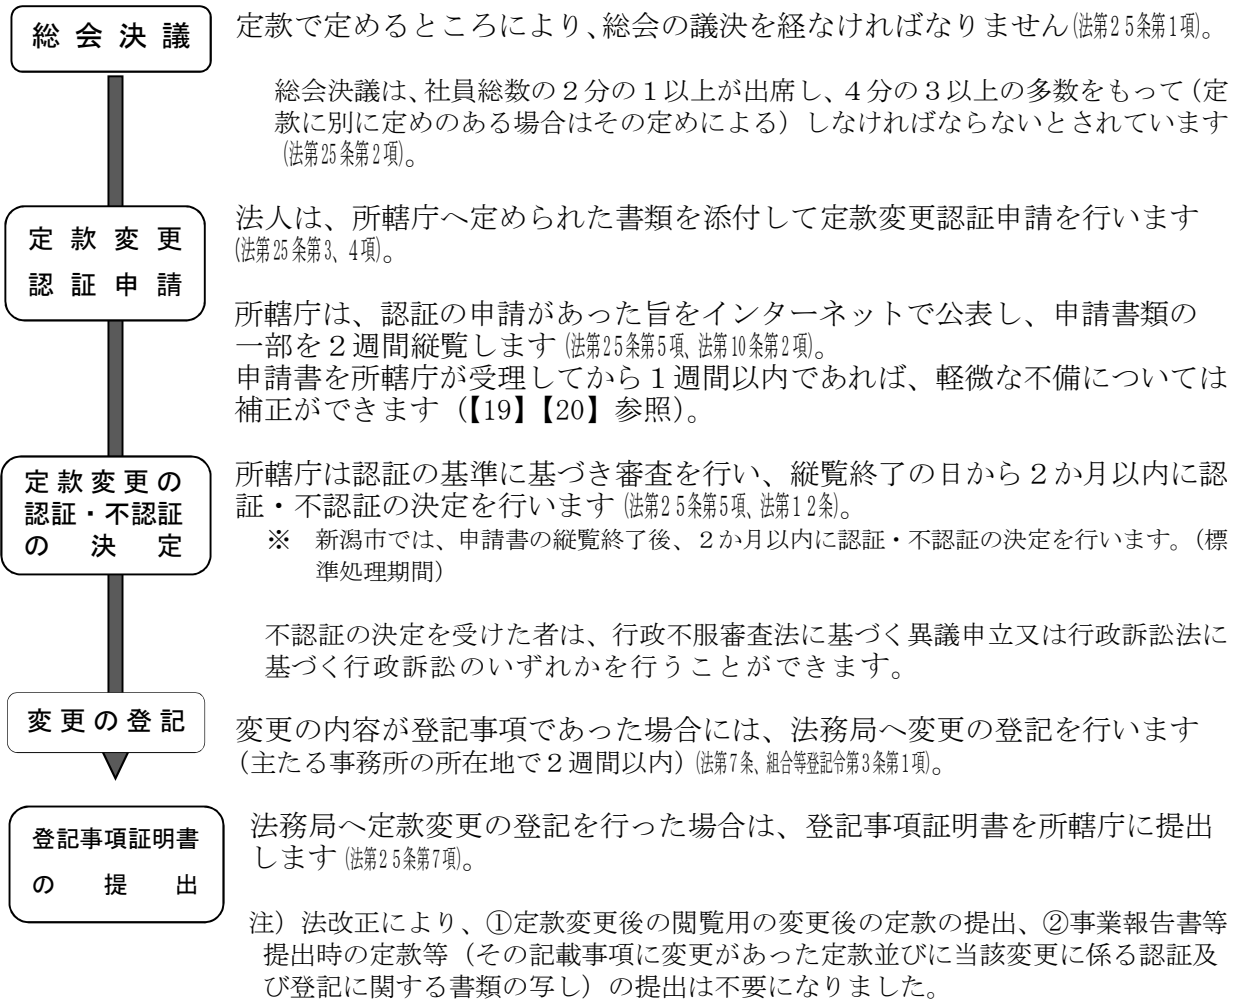 総会決議
定款で定めるところにより、総会の議決を経なければなりません(法第25条第1項)。
総会決議は、社員総数の２分の１以上が出席し、４分の３以上の多数をもって（定
款に別に定めのある場合はその定めによる）しなければならないとされています
(法第25条第2項)。
定款変更
認証申請
法人は、所轄庁へ定められた書類を添付して定款変更認証申請を行います
(法第25条第3、4項)。
所轄庁は、認証の申請があった旨をインターネットで公表し、申請書類の
一部を２週間縦覧します(法第25条第5項、法第10条第2項)。
申請書を所轄庁が受理してから１週間以内であれば、軽微な不備については
補正ができます（【19】【20】参照）。
定款変更の
認証・不認証
の決定
所轄庁は認証の基準に基づき審査を行い、縦覧終了の日から２か月以内に認
証・不認証の決定を行います(法第25条第5項、法第12条)。
※　新潟市では、申請書の縦覧終了後、２か月以内に認証・不認証の決定を行います。（標
準処理期間）
不認証の決定を受けた者は、行政不服審査法に基づく異議申立又は行政訴訟法に
基づく行政訴訟のいずれかを行うことができます。
変更の登記
変更の内容が登記事項であった場合には、法務局へ変更の登記を行います
（主たる事務所の所在地で２週間以内）(法第7条、組合等登記令第3条第1項)。
登記事項証明書
の提出
法務局へ定款変更の登記を行った場合は、登記事項証明書を所轄庁に提出
します(法第25条第7項)。
注）法改正により、①定款変更後の閲覧用の変更後の定款の提出、②事業報告書等
提出時の定款等（その記載事項に変更があった定款並びに当該変更に係る認証及
び登記に関する書類の写し）の提出は不要になりました。